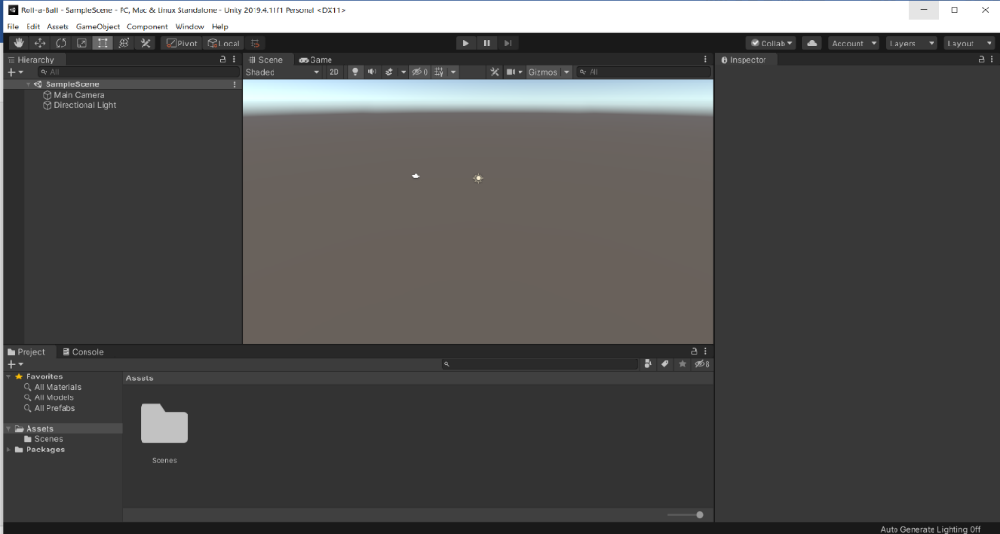 Roll-a-Ball - SampleScene - PC, Mac & Linux Standalone - Unity 2019.4.11f1 Personal <DX11>
File Edit Assets GameObject Component Window Help
Pivot Local Collab Account Layers Layout
Hierarchy Scene Game Inspector
All Shaded 2D 0 Gizmos All
SampleScene
Main Camera
Directional Light
Project Console
8
Favorites Assets
All Materials
All Models
All Prefabs
Assets
Scenes
Packages
Scenes
Auto Generate Lighting Off